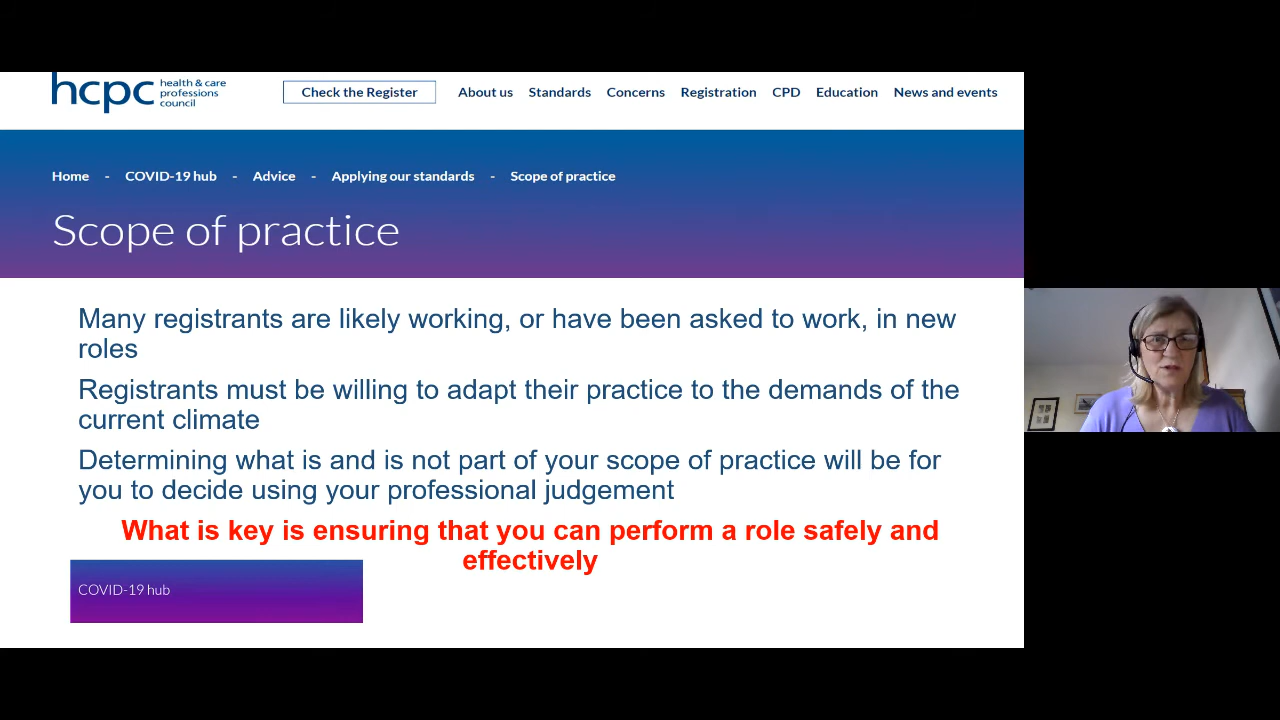 hcpc
health & care
professions
council
Check the Register
About us
Standards
Concerns
Registration
CPD
Education
News and events
Home - COVID-19 hub - Advice - Applying our standards - Scope of practice
Scope of practice
Many registrants are likely working, or have been asked to work, in new
roles
Registrants must be willing to adapt their practice to the demands of the
current climate
Determining what is and is not part of your scope of practice will be for
you to decide using your professional judgement
What is key is ensuring that you can perform a role safely and
effectively
COVID-19 hub